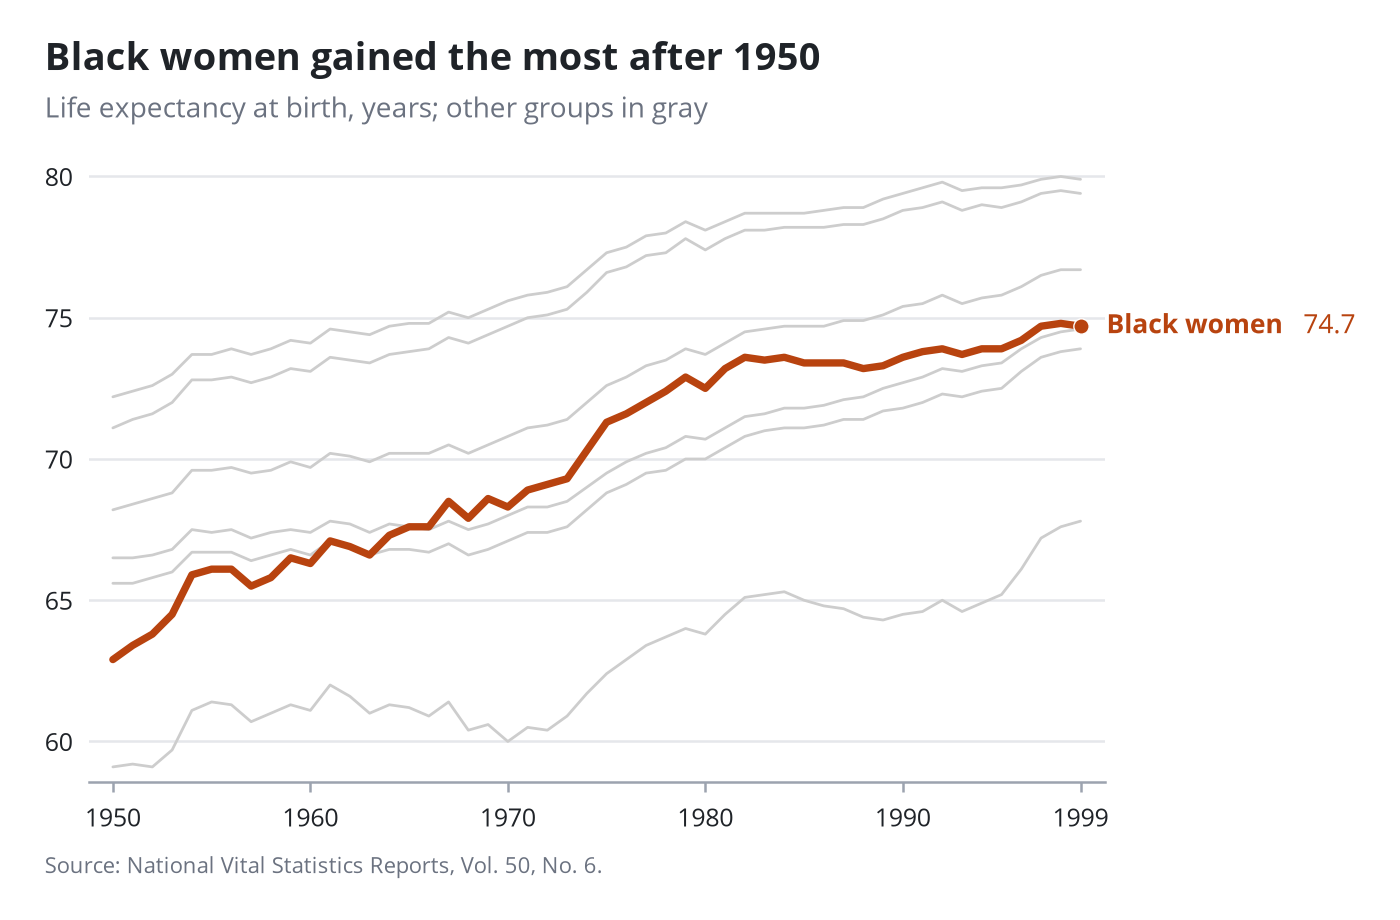 Black women gained the most after 1950
Life expectancy at birth, years; other groups in gray
80
75
Black women 74.7
70
65
60
1950 1960 1970 1980 1990 1999
Source: National Vital Statistics Reports, Vol. 50, No. 6.